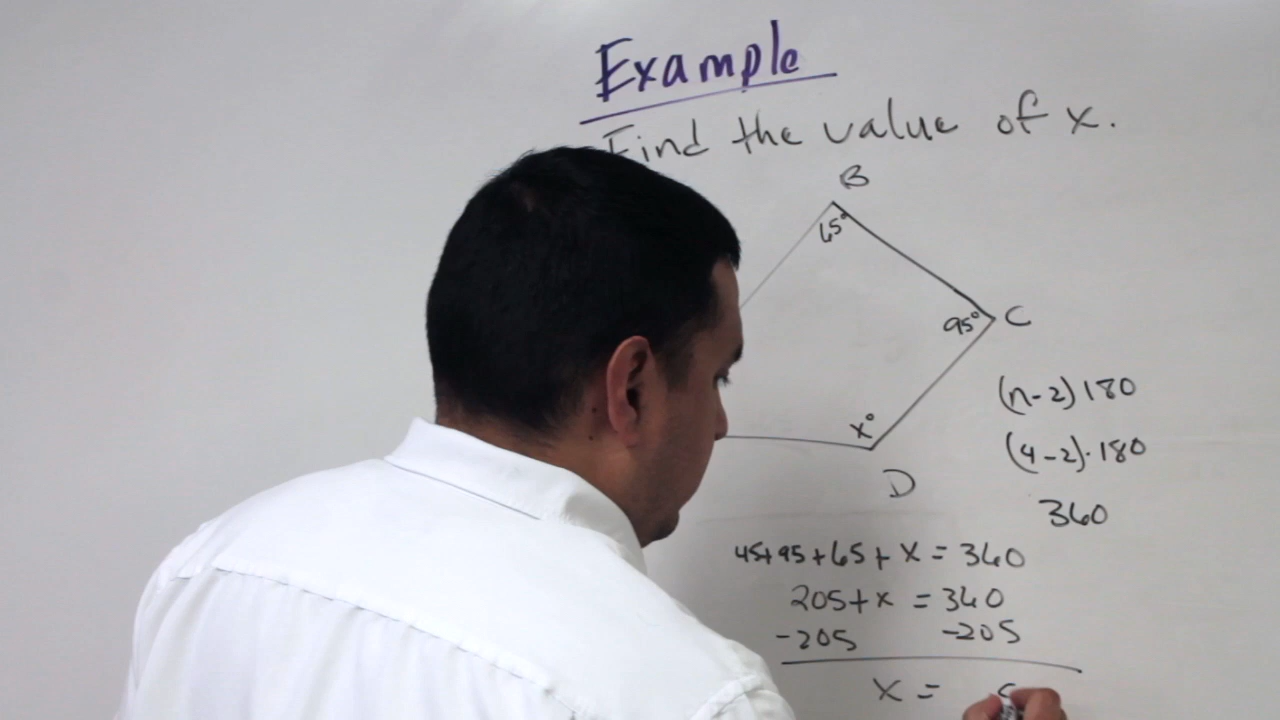 Example
Find the value of x.
B
65°
95° C
x°
D
(n-2)180
(4-2)·180
360
45+95+65+x=360
205+x=360
-205 -205
x=